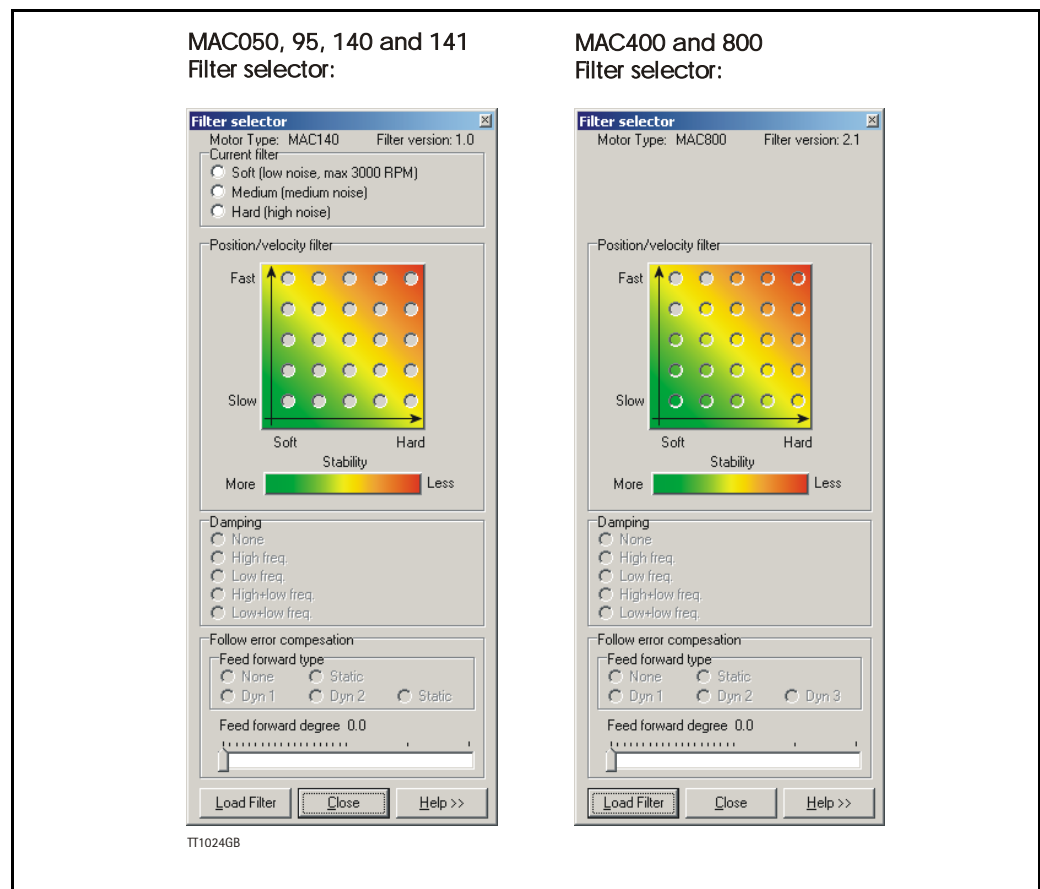 MAC050, 95, 140 and 141
Filter selector:
Filter selector
Motor Type: MAC140 Filter version: 1.0
Current filter
Soft (low noise, max 3000 RPM)
Medium (medium noise)
Hard (high noise)
Position/velocity filter
Fast
Slow
Soft Hard
Stability
More Less
Damping
None
High freq.
Low freq.
High+low freq.
Low+low freq.
Follow error compesation
Feed forward type
None Static
Dyn 1 Dyn 2 Static
Feed forward degree 0.0
Load Filter Close Help >>
TT1024GB
MAC400 and 800
Filter selector:
Filter selector
Motor Type: MAC800 Filter version: 2.1
Position/velocity filter
Fast
Slow
Soft Hard
Stability
More Less
Damping
None
High freq.
Low freq.
High+low freq.
Low+low freq.
Follow error compesation
Feed forward type
None Static
Dyn 1 Dyn 2 Dyn 3
Feed forward degree 0.0
Load Filter Close Help >>